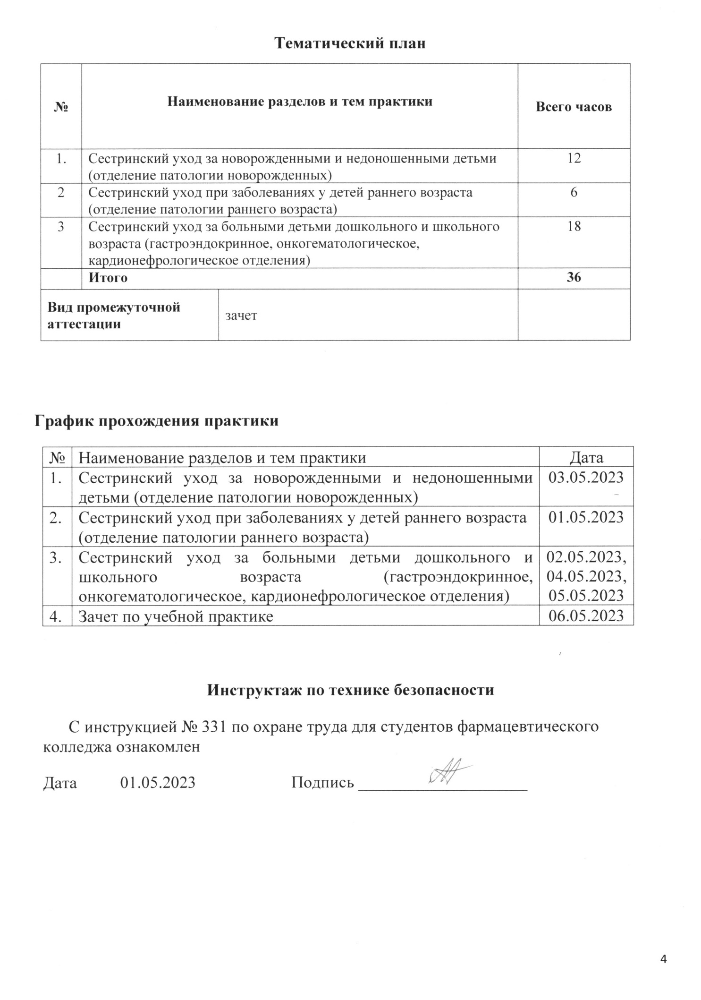 Тематический план
№
Наименование разделов и тем практики
Всего часов
1.
Сестринский уход за новорожденными и недоношенными детьми
12
(отделение патологии новорожденных)
2
Сестринский уход при заболеваниях у детей раннего возраста
6
(отделение патологии раннего возраста)
3
Сестринский уход за больными детьми дошкольного и школьного
18
возраста (гастроэндокринное, онкогематологическое,
кардионефрологическое отделения)
Итого
36
Вид промежуточной
аттестации
зачет
График прохождения практики
№ Наименование разделов и тем практики Дата
1. Сестринский уход за новорожденными и недоношенными 03.05.2023
детьми (отделение патологии новорожденных)
2. Сестринский уход при заболеваниях у детей раннего возраста 01.05.2023
(отделение патологии раннего возраста)
3. Сестринский уход за больными детьми дошкольного и 02.05.2023,
школьного возраста (гастроэндокринное, 04.05.2023,
онкогематологическое, кардионефрологическое отделения) 05.05.2023
4. Зачет по учебной практике 06.05.2023
Инструктаж по технике безопасности
С инструкцией № 331 по охране труда для студентов фармацевтического
колледжа ознакомлен
Дата 01.05.2023 Подпись
4